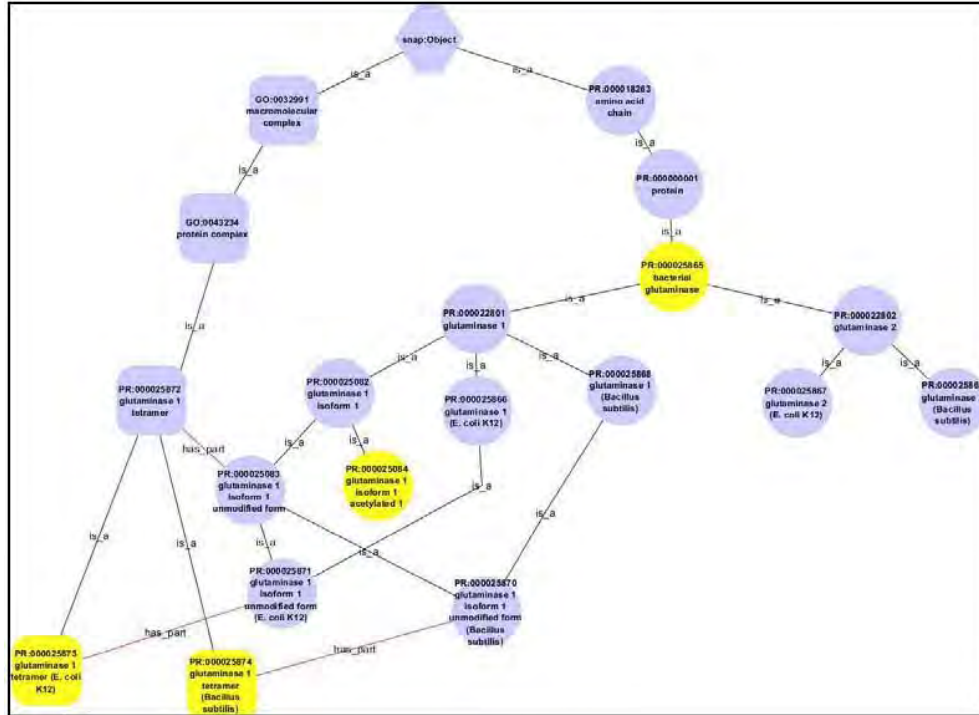 snap:Object
is_a
is_a
GO:0032991
macromolecular
complex
PR:000018263
amino acid
chain
is_a
is_a
PR:000000001
protein
GO:0043234
protein complex
is_a
PR:000025865
bacterial
glutaminase
is_a
is_a
PR:000022801
glutaminase 1
PR:000022802
glutaminase 2
is_a
is_a
is_a
is_a
is_a
is_a
PR:000025872
glutaminase 1
tetramer
PR:000025082
glutaminase 1
isoform 1
PR:000025866
glutaminase 1
(E. coli K12)
PR:000025868
glutaminase 1
(Bacillus
subtilis)
PR:000025867
glutaminase 2
(E. coli K12)
PR:00002586
glutaminase
(Bacillus
subtilis)
has_part
is_a
is_a
PR:000025083
glutaminase 1
isoform 1
unmodified form
PR:000025084
glutaminase 1
isoform 1
acetylated 1
is_a
is_a
is_a
is_a
is_a
is_a
PR:000025871
glutaminase 1
isoform 1
unmodified form
(E. coli K12)
PR:000025870
glutaminase 1
isoform 1
unmodified form
(Bacillus
subtilis)
has_part
has_part
PR:000025873
glutaminase 1
tetramer (E. coli
K12)
PR:000025874
glutaminase 1
tetramer
(Bacillus
subtilis)